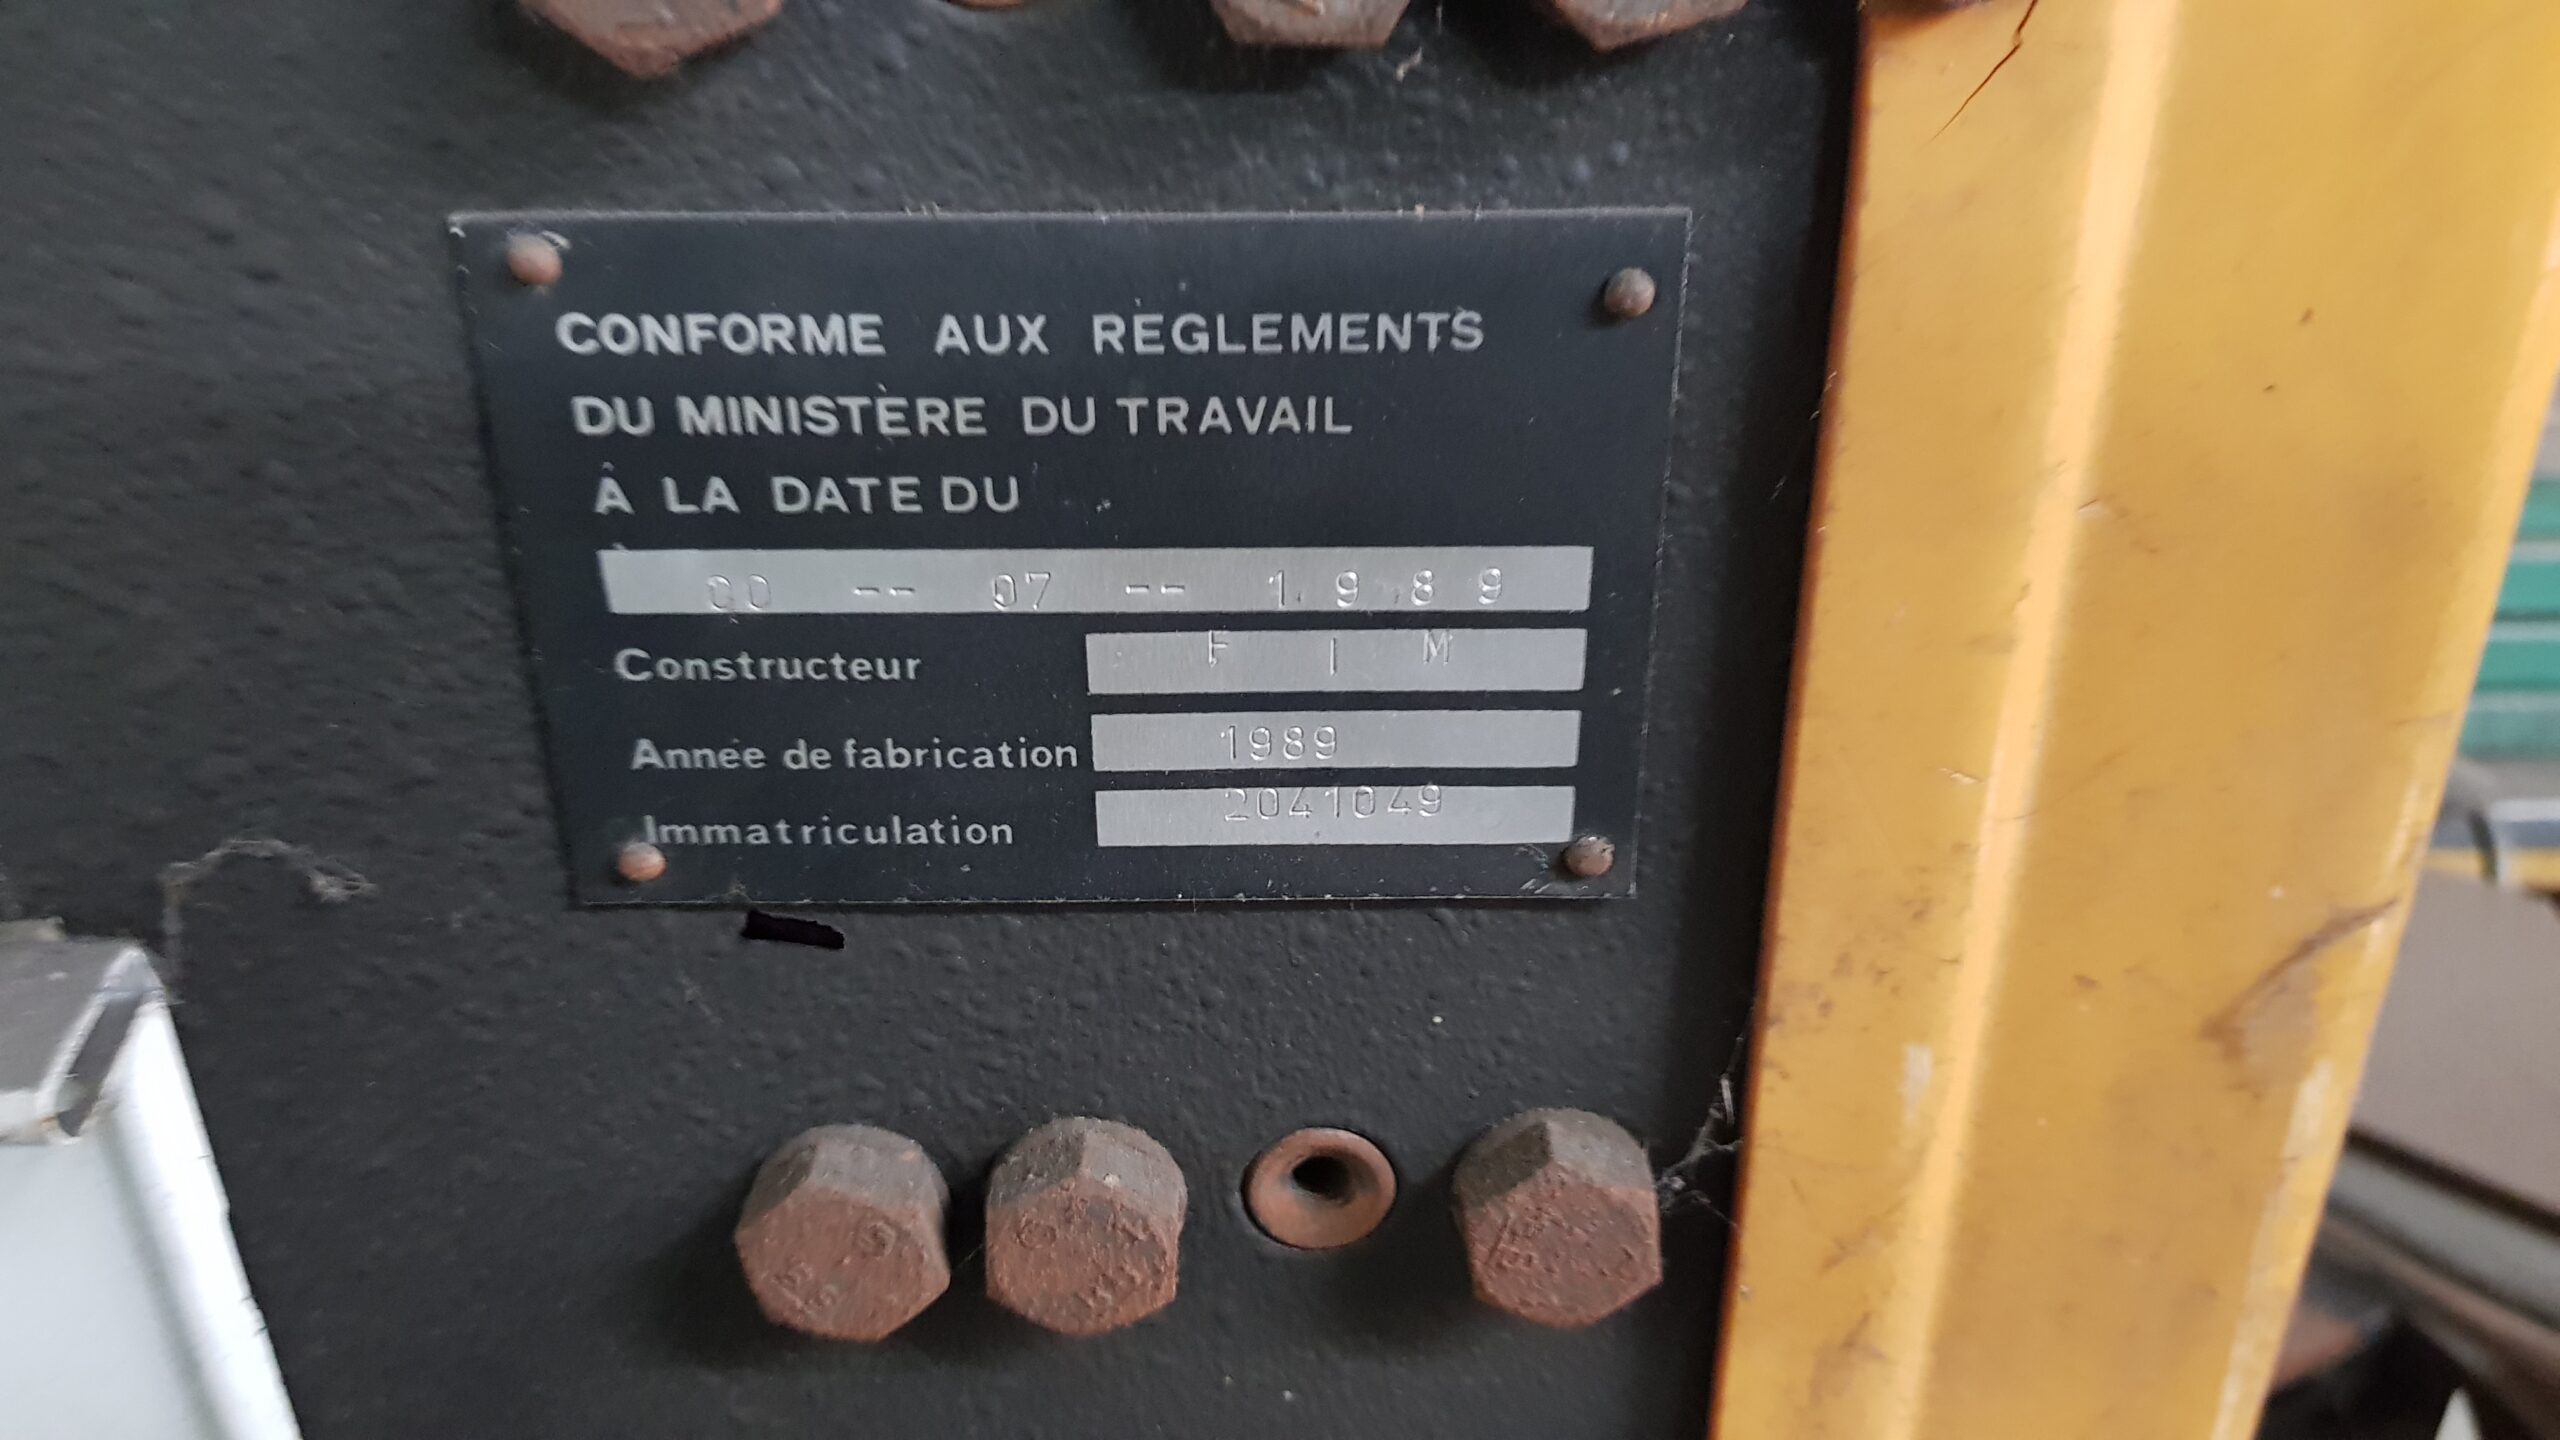 CONFORME AUX REGLEMENTS
DU MINISTÈRE DU TRAVAIL
À LA DATE DU
00 -- 07 -- 1989
Constructeur F I M
Année de fabrication 1989
Immatriculation 2041049